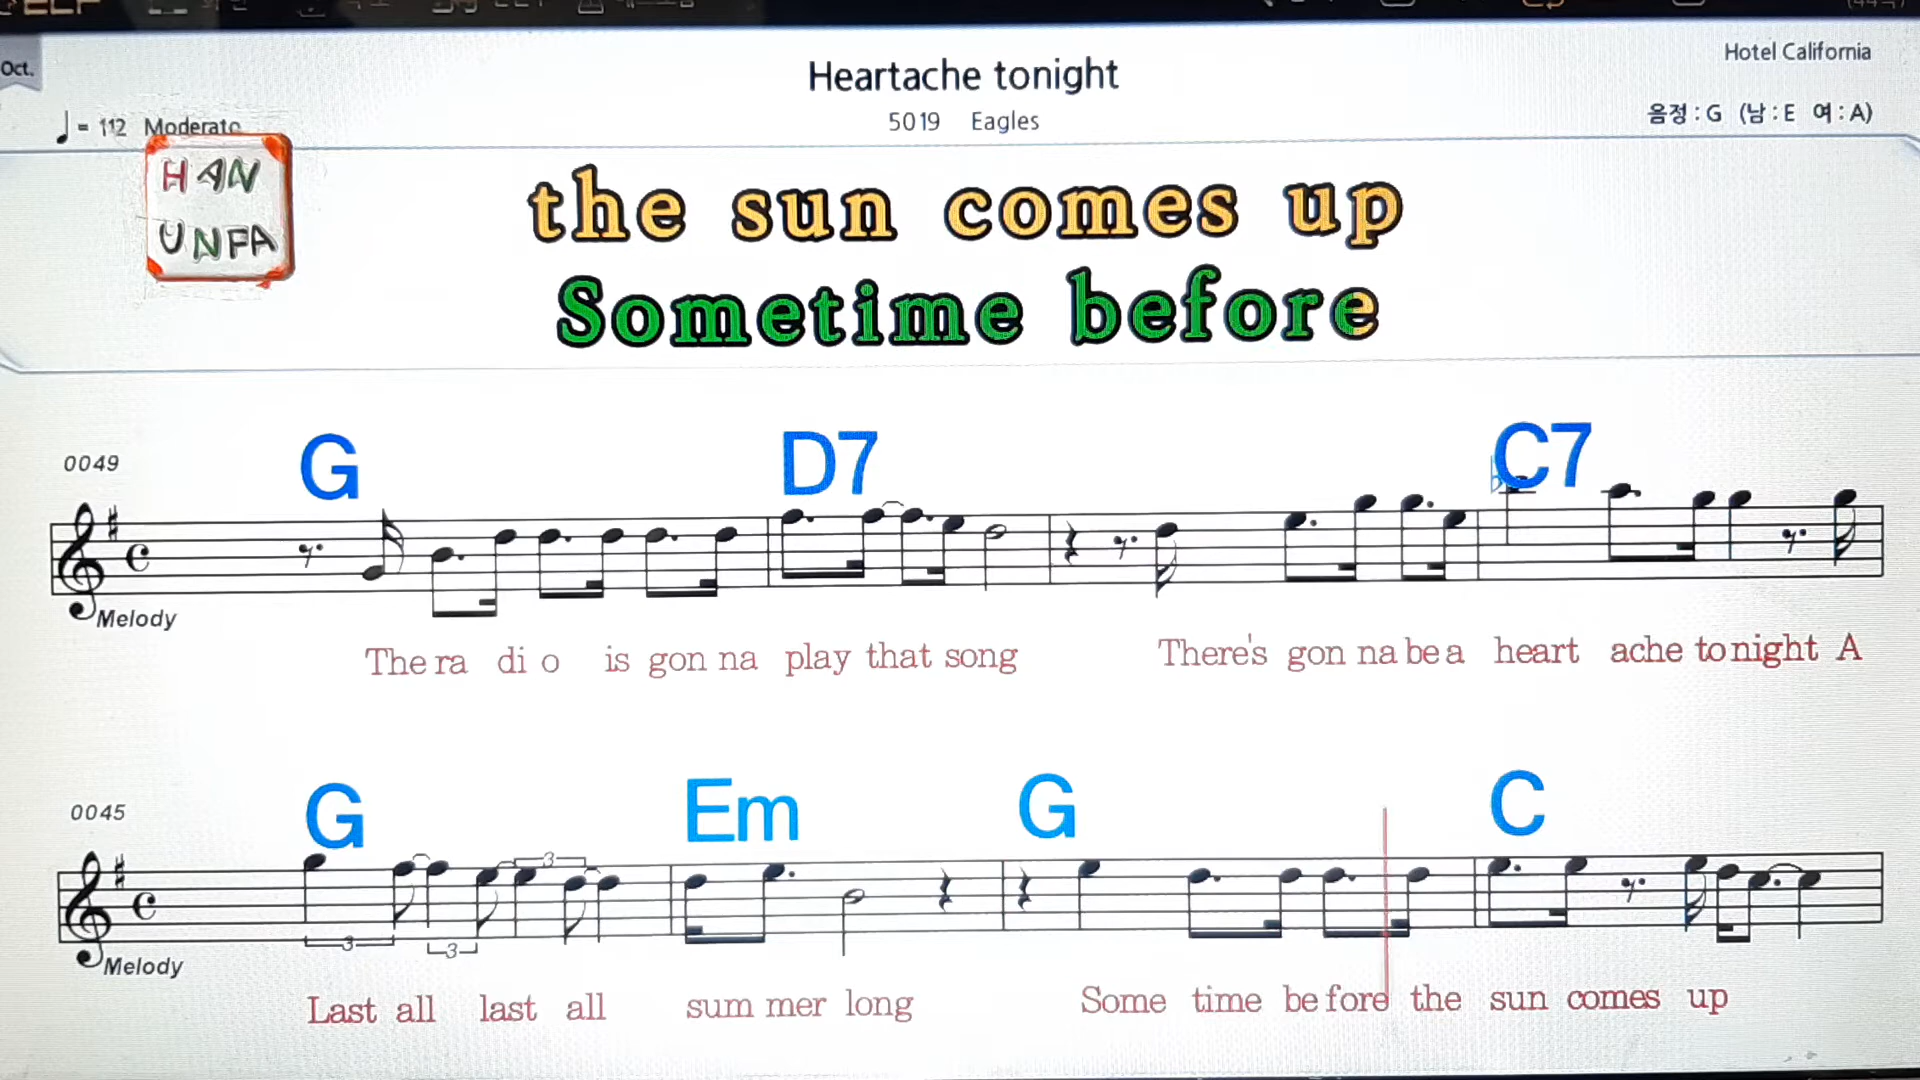 Oct.
Heartache tonight
Hotel California
5019 Eagles
음정 : G (남 : E 여 : A)
= 112 Moderato
HAN
UNFA
the sun comes up
Sometime before
G D7 C7
0049
Melody
The ra di o is gon na play that song There's gon na be a heart ache to night A
G Em G C
0045
3
3 3
Melody
Last all last all sum mer long Some time be fore the sun comes up